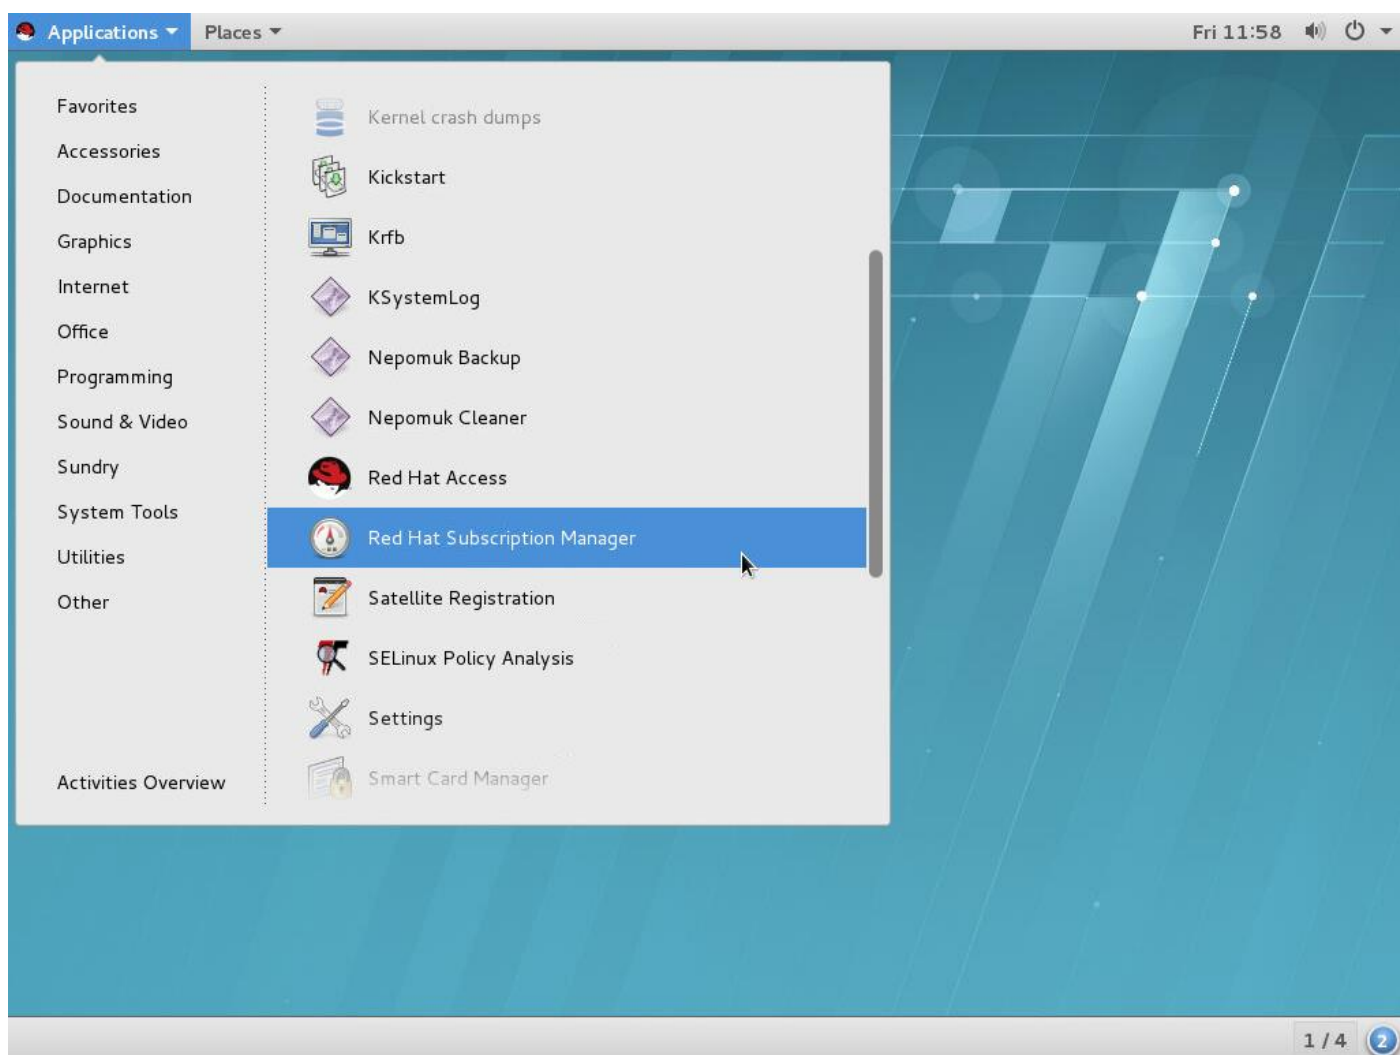 Applications Places Fri 11:58
Favorites
Accessories
Documentation
Graphics
Internet
Office
Programming
Sound & Video
Sundry
System Tools
Utilities
Other
Activities Overview
Kernel crash dumps
Kickstart
Krfb
KSystemLog
Nepomuk Backup
Nepomuk Cleaner
Red Hat Access
Red Hat Subscription Manager
Satellite Registration
SELinux Policy Analysis
Settings
Smart Card Manager
1 / 4 2